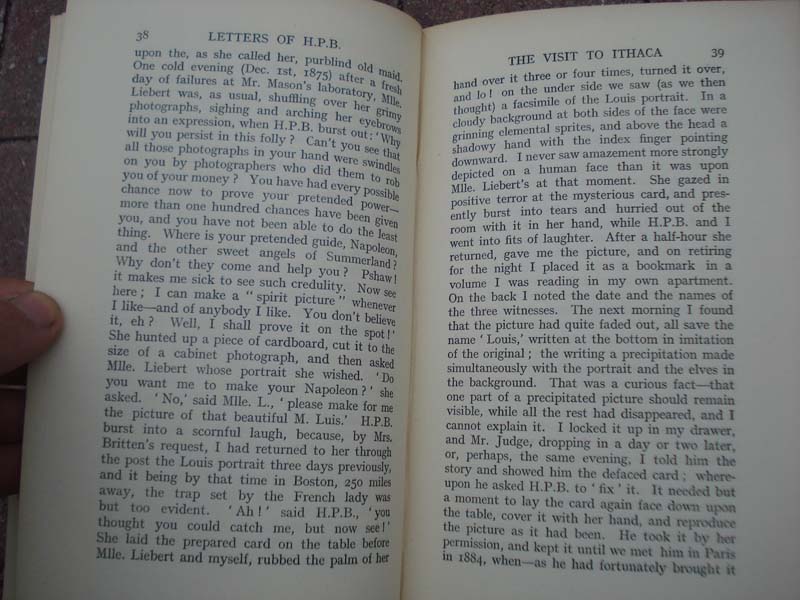 38 LETTERS OF H.P.B.
upon the, as she called her, purblind old maid.
One cold evening (Dec. 1st, 1875) after a fresh
day of failures at Mr. Mason's laboratory, Mlle.
Liebert was, as usual, shuffling over her grimy
photographs, sighing and arching her eyebrows
into an expression, when H.P.B. burst out: 'Why
will you persist in this folly? Can't you see that
all those photographs in your hand were swindles
on you by photographers who did them to rob
you of your money? You have had every possible
chance now to prove your pretended power—
more than one hundred chances have been given
you, and you have not been able to do the least
thing. Where is your pretended guide, Napoleon,
and the other sweet angels of Summerland?
Why don't they come and help you? Pshaw!
it makes me sick to see such credulity. Now see
here; I can make a "spirit picture" whenever
I like—and of anybody I like. You don't believe
it, eh? Well, I shall prove it on the spot!'
She hunted up a piece of cardboard, cut it to the
size of a cabinet photograph, and then asked
Mlle. Liebert whose portrait she wished. 'Do
you want me to make your Napoleon?' she
asked. 'No,' said Mlle. L., 'please make for me
the picture of that beautiful M. Luis.' H.P.B.
burst into a scornful laugh, because, by Mrs.
Britten's request, I had returned to her through
the post the Louis portrait three days previously,
and it being by that time in Boston, 250 miles
away, the trap set by the French lady was
but too evident. 'Ah!' said H.P.B., 'you
thought you could catch me, but now see!'
She laid the prepared card on the table before
Mlle. Liebert and myself, rubbed the palm of her
THE VISIT TO ITHACA 39
hand over it three or four times, turned it over,
and lo! on the under side we saw (as we then
thought) a facsimile of the Louis portrait. In a
cloudy background at both sides of the face were
grinning elemental sprites, and above the head a
shadowy hand with the index finger pointing
downward. I never saw amazement more strongly
depicted on a human face than it was upon
Mlle. Liebert's at that moment. She gazed in
positive terror at the mysterious card, and pres-
ently burst into tears and hurried out of the
room with it in her hand, while H.P.B. and I
went into fits of laughter. After a half-hour she
returned, gave me the picture, and on retiring
for the night I placed it as a bookmark in a
volume I was reading in my own apartment.
On the back I noted the date and the names of
the three witnesses. The next morning I found
that the picture had quite faded out, all save the
name 'Louis,' written at the bottom in imitation
of the original; the writing a precipitation made
simultaneously with the portrait and the elves in
the background. That was a curious fact—that
one part of a precipitated picture should remain
visible, while all the rest had disappeared, and I
cannot explain it. I locked it up in my drawer,
and Mr. Judge, dropping in a day or two later,
or, perhaps, the same evening, I told him the
story and showed him the defaced card; where-
upon he asked H.P.B. to 'fix' it. It needed but
a moment to lay the card again face down upon
the table, cover it with her hand, and reproduce
the picture as it had been. He took it by her
permission, and kept it until we met him in Paris
in 1884, when—as he had fortunately brought it